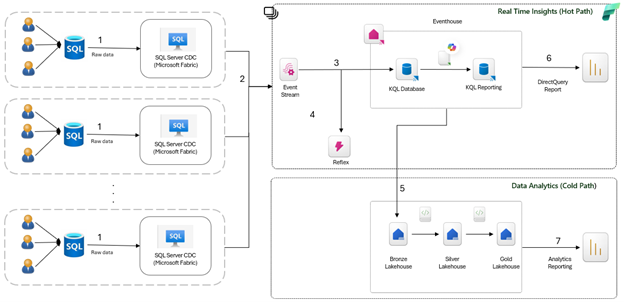 SQL
1
Raw data
SQL
SQL Server CDC
(Microsoft Fabric)
SQL
1
Raw data
SQL
SQL Server CDC
(Microsoft Fabric)
SQL
1
Raw data
SQL
SQL Server CDC
(Microsoft Fabric)
2
Real Time Insights (Hot Path)
Eventhouse
Event
Stream
3
KQL Database
KQL Reporting
6
DirectQuery
Report
4
Reflex
5
Data Analytics (Cold Path)
Bronze
Lakehouse
Silver
Lakehouse
Gold
Lakehouse
7
Analytics
Reporting